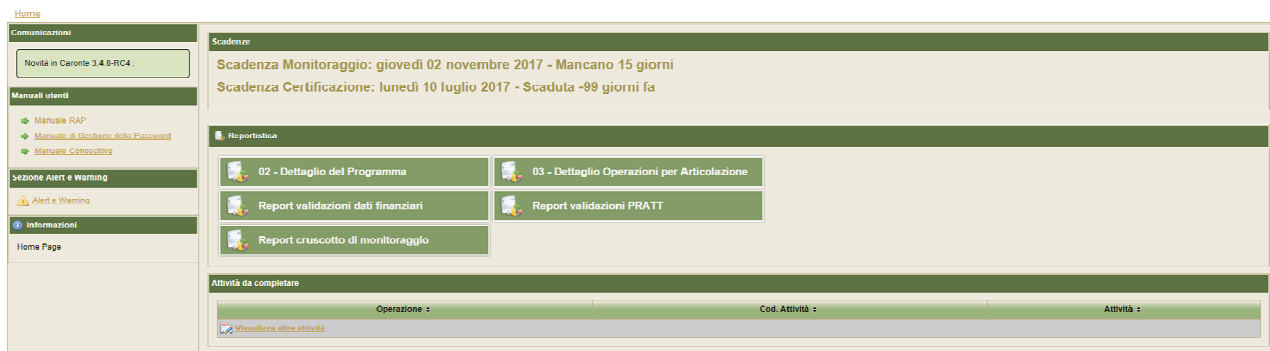 Home
Comunicazioni
Novità in Caronte 3.4.8-RC4 :
Manuali utenti
Manuale RAP
Manuale di Gestione della Password
Manuale Conoscitivo
Sezione Alert e Warning
Alert e Warning
Informazioni
Home Page
Scadenze
Scadenza Monitoraggio: giovedì 02 novembre 2017 - Mancano 15 giorni
Scadenza Certificazione: lunedì 10 luglio 2017 - Scaduta -99 giorni fa
Reportistica
02 - Dettaglio del Programma
03 - Dettaglio Operazioni per Articolazione
Report validazioni dati finanziari
Report validazioni PRATT
Report cruscotto di monitoraggio
Attività da completare
Operazione Cod. Attività Attività
Visualizza altre attività